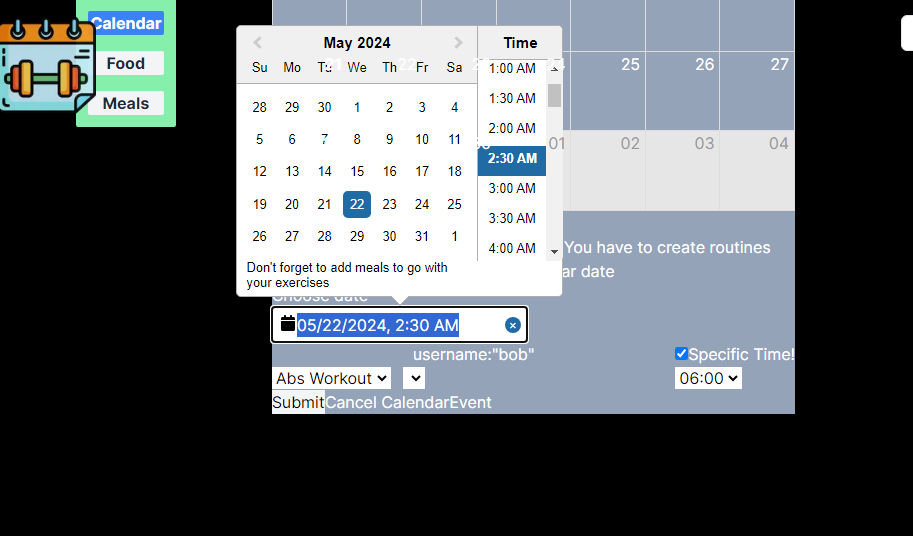 Calendar
Food
Meals
May 2024
Time
Su Mo Tu We Th Fr Sa
28 29 30 1 2 3 4
5 6 7 8 9 10 11
12 13 14 15 16 17 18
19 20 21 22 23 24 25
26 27 28 29 30 31 1
1:00 AM
1:30 AM
2:00 AM
2:30 AM
3:00 AM
3:30 AM
4:00 AM
Don't forget to add meals to go with
your exercises
21 22 24 25 26 27
30 01 02 03 04
You have to create routines
ar date
Choose date
05/22/2024, 2:30 AM
username:"bob"
Specific Time!
Abs Workout
06:00
Submit Cancel CalendarEvent